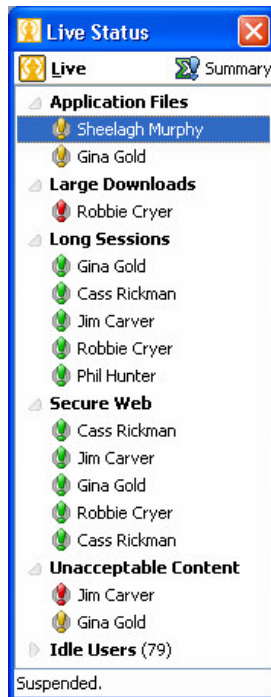 Live Status
Live Summary
Application Files
Sheelagh Murphy
Gina Gold
Large Downloads
Robbie Cryer
Long Sessions
Gina Gold
Cass Rickman
Jim Carver
Robbie Cryer
Phil Hunter
Secure Web
Cass Rickman
Jim Carver
Gina Gold
Robbie Cryer
Cass Rickman
Unacceptable Content
Jim Carver
Gina Gold
Idle Users (79)
Suspended.